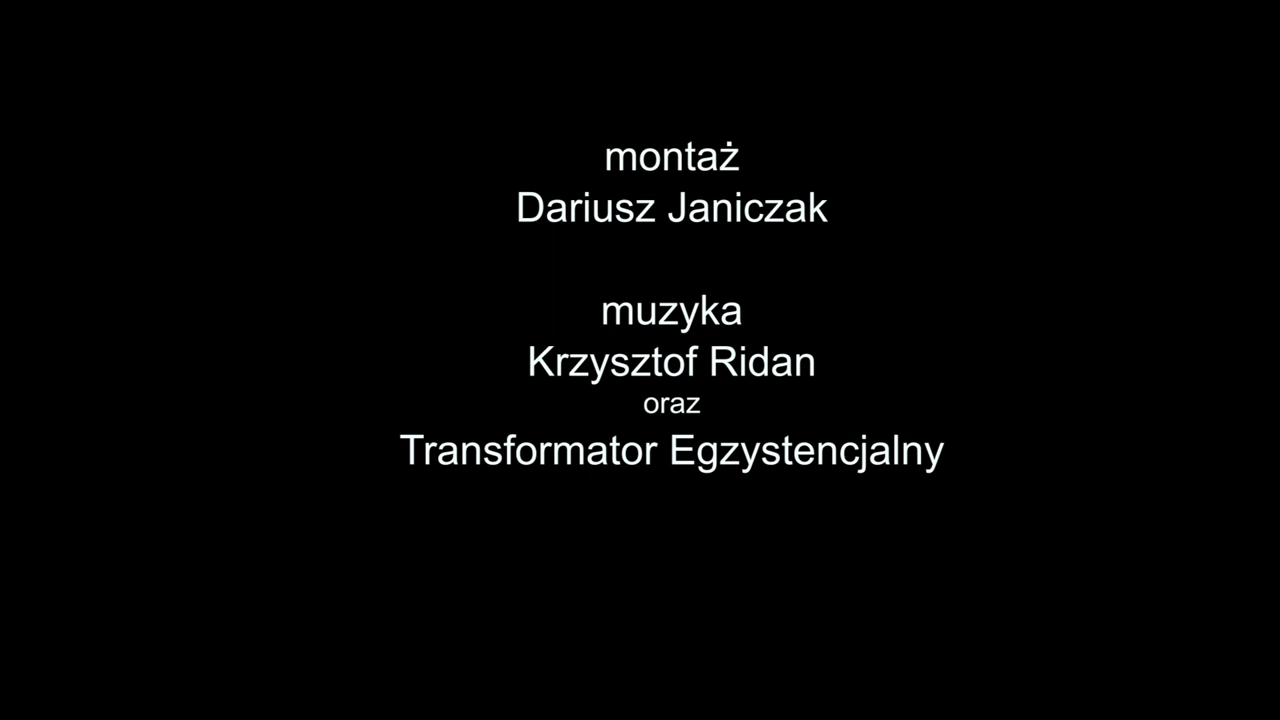 montaż
Dariusz Janiczak
muzyka
Krzysztof Ridan
oraz
Transformator Egzystencjalny